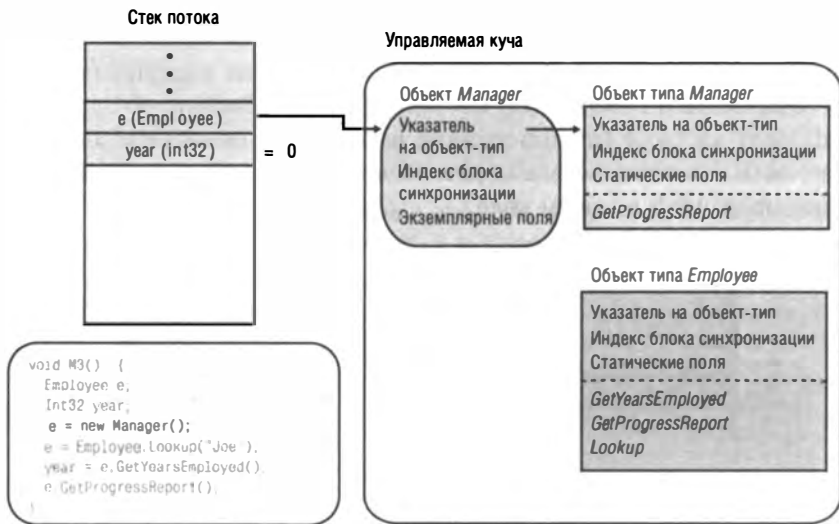 Стек потока
e (Employee)
year (int32)
= 0
Управляемая куча
Объект Manager
Указатель
на объект-тип
Индекс блока
синхронизации
Экземплярные поля
Объект типа Manager
Указатель на объект-тип
Индекс блока синхронизации
Статические поля
GetProgressReport
Объект типа Employee
Указатель на объект-тип
Индекс блока синхронизации
Статические поля
GetYearsEmployed
GetProgressReport
Lookup
void M3() {
Employee e,
Int32 year,
e = new Manager();
e = Employee.Lookup("Joe"),
year = e.GetYearsEmployed()
e.GetProgressReport()
}